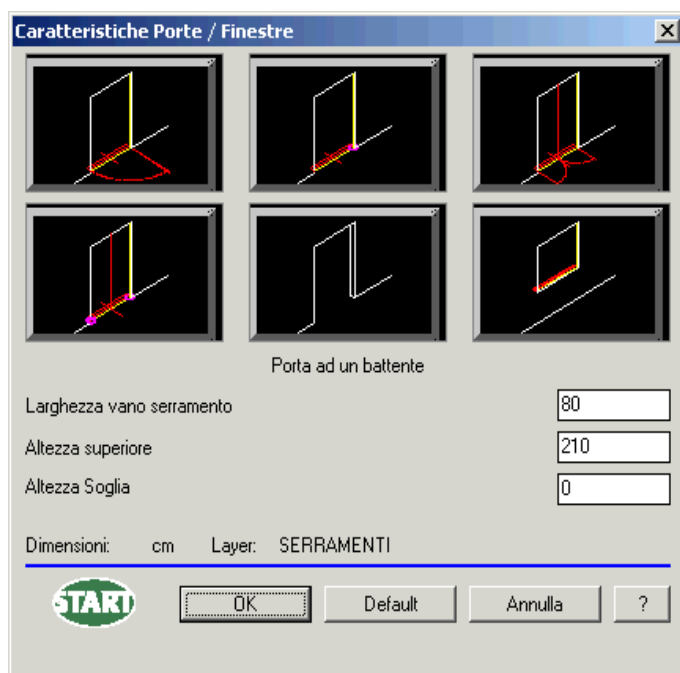 Caratteristiche Porte / Finestre
Porta ad un battente
Larghezza vano serramento 80
Altezza superiore 210
Altezza Soglia 0
Dimensioni: cm Layer: SERRAMENTI
START OK Default Annulla ?